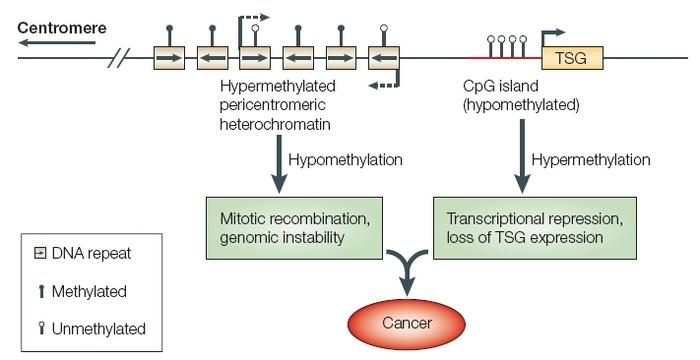 Centromere
TSG
Hypermethylated
pericentromeric
heterochromatin
CpG island
(hypomethylated)
Hypomethylation
Hypermethylation
Mitotic recombination,
genomic instability
Transcriptional repression,
loss of TSG expression
DNA repeat
Methylated
Unmethylated
Cancer